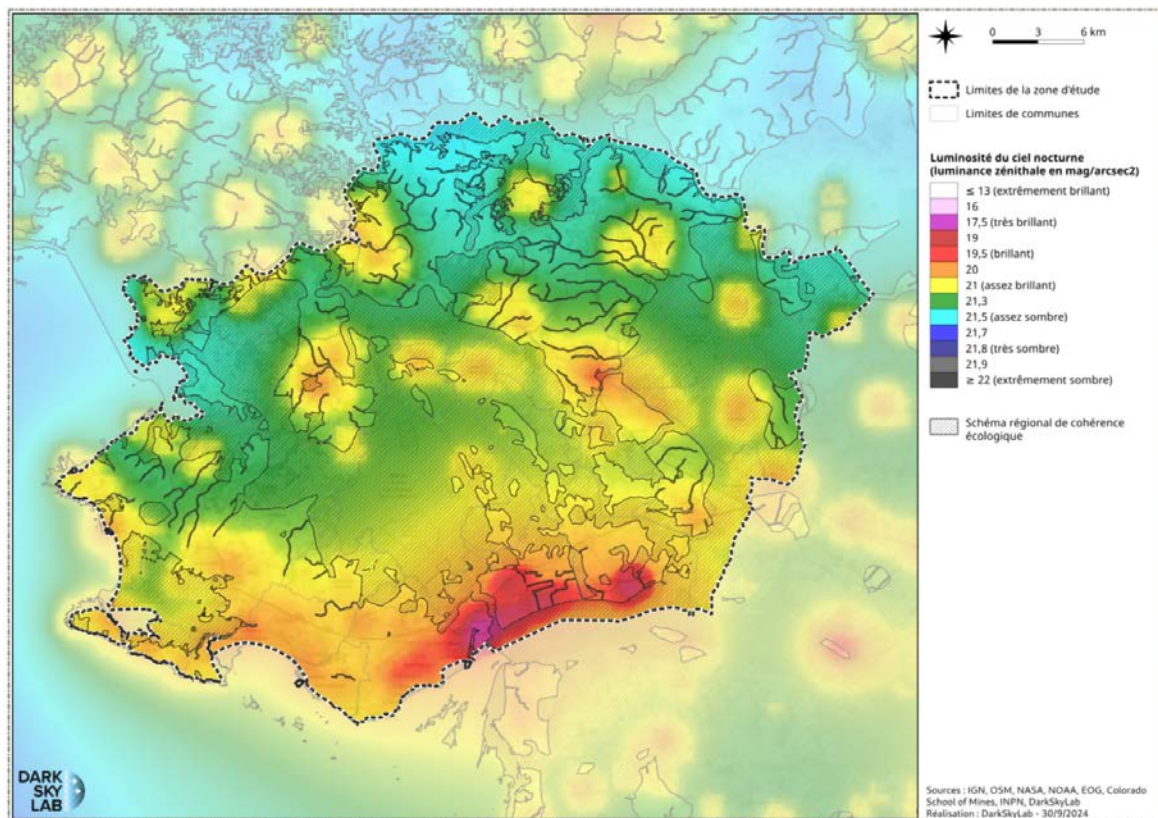 0 3 6 km
Limites de la zone d'étude
Limites de communes
Luminosité du ciel nocturne
(luminance zénithale en mag/arcsec2)
≤ 13 (extrêmement brillant)
16
17,5 (très brillant)
19
19,5 (brillant)
20
21 (assez brillant)
21,3
21,5 (assez sombre)
21,7
21,8 (très sombre)
21,9
≥ 22 (extrêmement sombre)
Schéma régional de cohérence
écologique
DARK
SKY
LAB
Sources : IGN, OSM, NASA, NOAA, EOG, Colorado
School of Mines, INPN, DarkSkyLab
Réalisation : DarkSkyLab - 30/9/2024